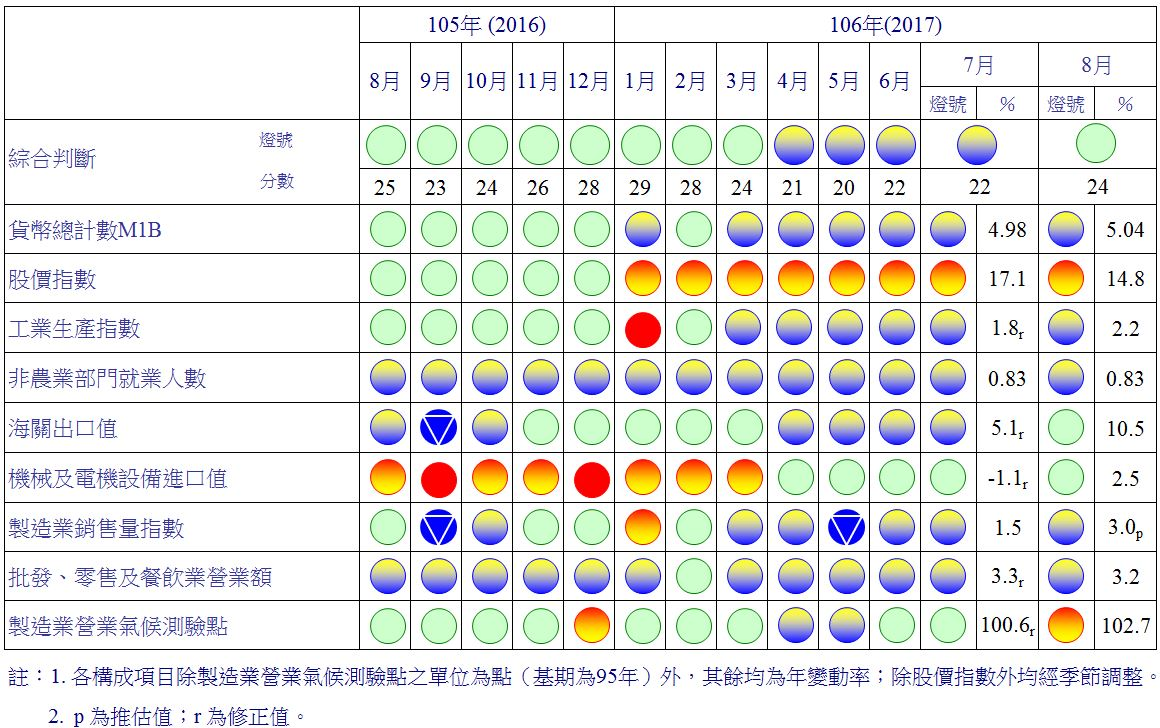 105年 (2016) 106年(2017)
8月 9月 10月 11月 12月 1月 2月 3月 4月 5月 6月 7月 8月
燈號 % 燈號 %
綜合判斷 燈號
分數 25 23 24 26 28 29 28 24 21 20 22 22 24
貨幣總計數M1B 4.98 5.04
股價指數 17.1 14.8
工業生產指數 1.8r 2.2
非農業部門就業人數 0.83 0.83
海關出口值 5.1r 10.5
機械及電機設備進口值 -1.1r 2.5
製造業銷售量指數 1.5 3.0p
批發、零售及餐飲業營業額 3.3r 3.2
製造業營業氣候測驗點 100.6r 102.7
註：1. 各構成項目除製造業營業氣候測驗點之單位為點（基期為95年）外，其餘均為年變動率；除股價指數外均經季節調整。
2. p 為推估值；r 為修正值。